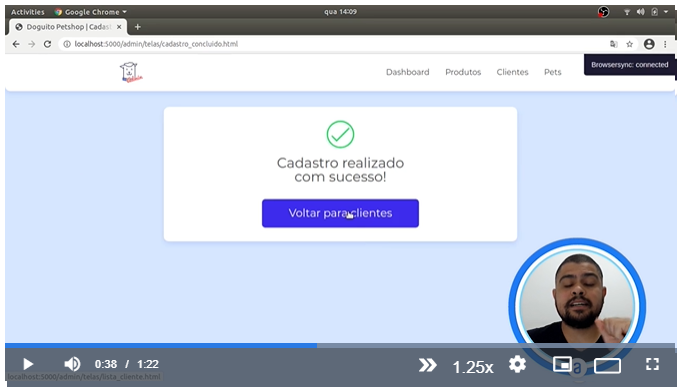 Activities
Google Chrome
qua 14:09
Doguito Petshop | Cadast
localhost:5000/admin/telas/cadastro_concluido.html
Dashboard
Produtos
Clientes
Pets
Browsersync: connected
Cadastro realizado
com sucesso!
Voltar para clientes
0:38 / 1:22
1.25x
localhost:5000/admin/telas/lista_cliente.html